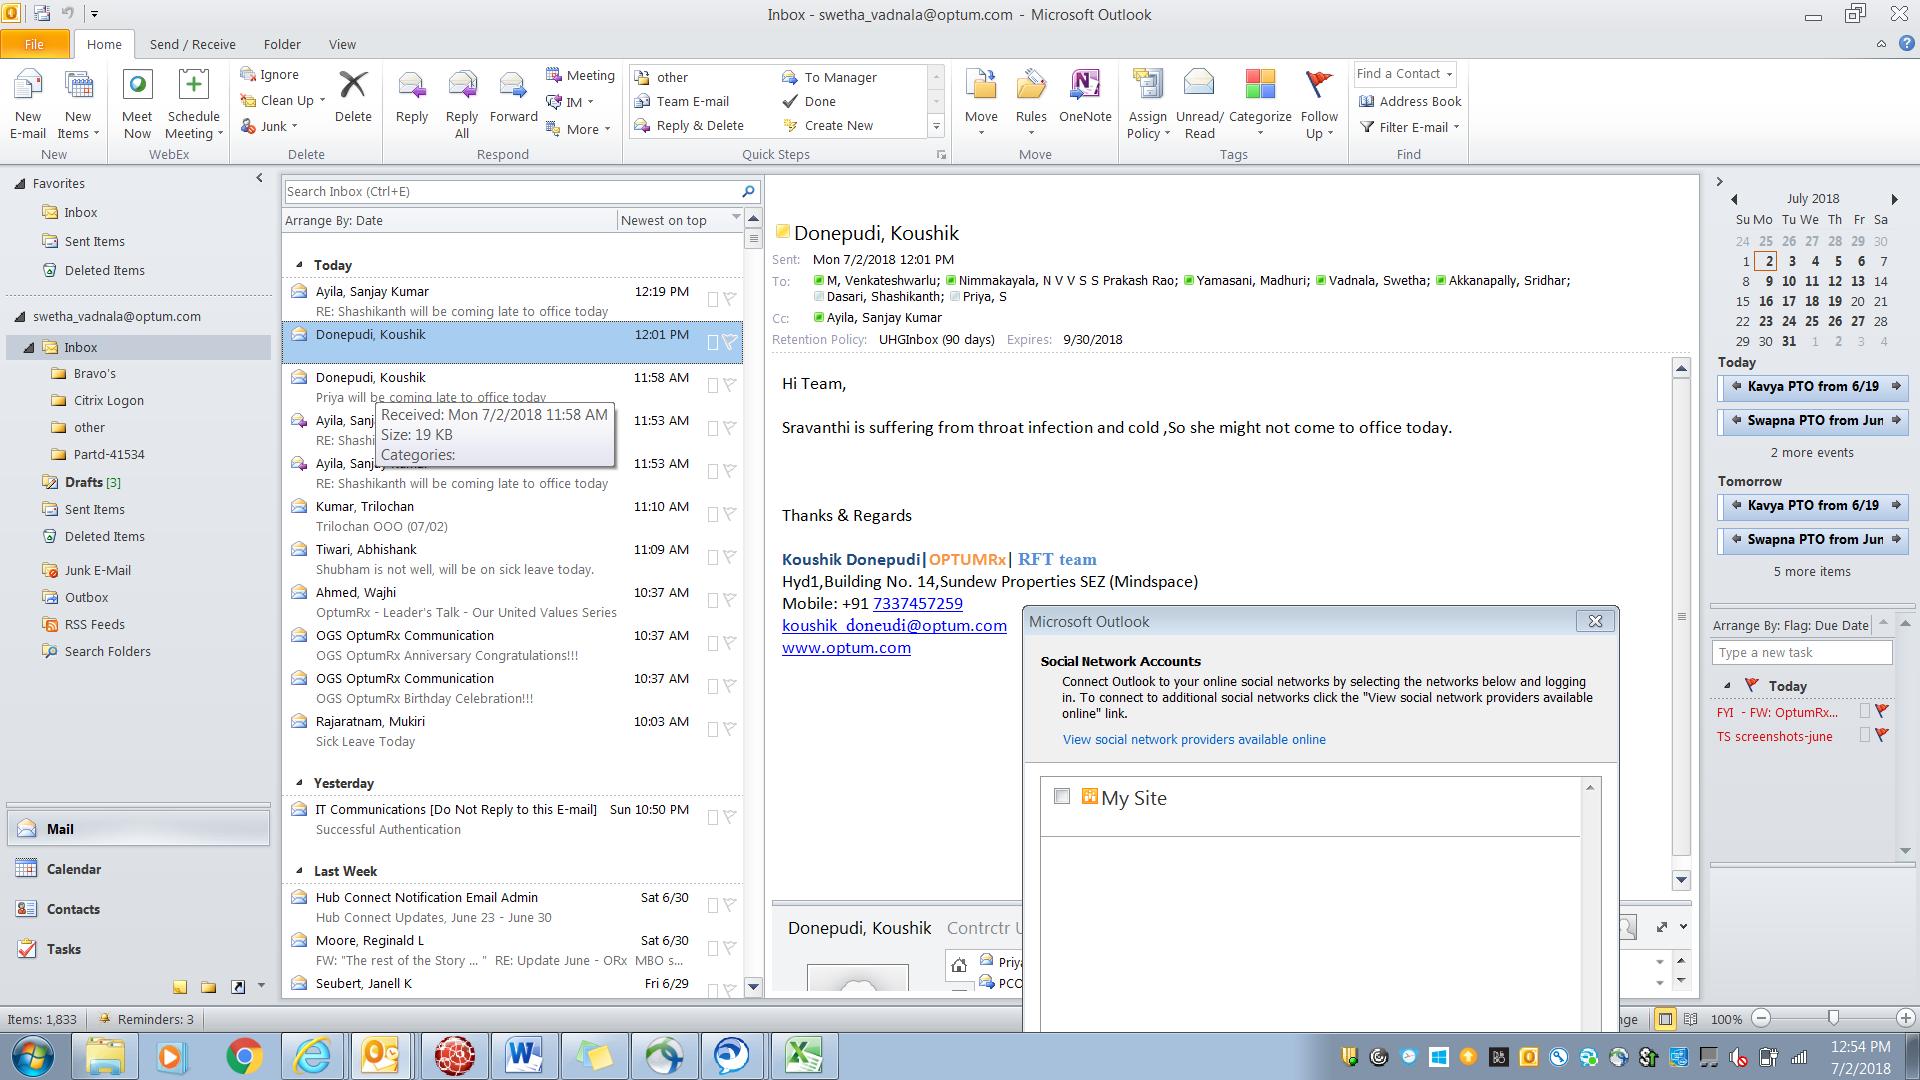 Inbox - swetha_vadnala@optum.com - Microsoft Outlook
File Home Send / Receive Folder View
New E-mail
New Items
New
Meet Now
Schedule Meeting
WebEx
Ignore
Clean Up
Junk
Delete
Delete
Reply
Reply All
Forward
Meeting
IM
More
Respond
other
Team E-mail
Reply & Delete
To Manager
Done
Create New
Quick Steps
Move
Rules
OneNote
Move
Assign Policy
Unread/ Read
Categorize
Follow Up
Tags
Find a Contact
Address Book
Filter E-mail
Find
Favorites
Inbox
Sent Items
Deleted Items
swetha_vadnala@optum.com
Inbox
Bravo's
Citrix Logon
other
Partd-41534
Drafts [3]
Sent Items
Deleted Items
Junk E-Mail
Outbox
RSS Feeds
Search Folders
Mail
Calendar
Contacts
Tasks
Search Inbox (Ctrl+E)
Arrange By: Date Newest on top
Today
Ayila, Sanjay Kumar 12:19 PM
RE: Shashikanth will be coming late to office today
Donepudi, Koushik 12:01 PM
Donepudi, Koushik 11:58 AM
Priya will be coming late to office today
Ayila, Sanj 11:53 AM
RE: Shashi
Received: Mon 7/2/2018 11:58 AM
Size: 19 KB
Categories:
Ayila, Sanjay Kumar 11:53 AM
RE: Shashikanth will be coming late to office today
Kumar, Trilochan 11:10 AM
Trilochan OOO (07/02)
Tiwari, Abhishank 11:09 AM
Shubham is not well, will be on sick leave today.
Ahmed, Wajhi 10:37 AM
OptumRx - Leader's Talk - Our United Values Series
OGS OptumRx Communication 10:37 AM
OGS OptumRx Anniversary Congratulations!!!
OGS OptumRx Communication 10:37 AM
OGS OptumRx Birthday Celebration!!!
Rajaratnam, Mukiri 10:03 AM
Sick Leave Today
Yesterday
IT Communications [Do Not Reply to this E-mail] Sun 10:50 PM
Successful Authentication
Last Week
Hub Connect Notification Email Admin Sat 6/30
Hub Connect Updates, June 23 - June 30
Moore, Reginald L Sat 6/30
FW: "The rest of the Story ... " RE: Update June - ORx MBO s...
Seubert, Janell K Fri 6/29
Donepudi, Koushik
Sent: Mon 7/2/2018 12:01 PM
To: M, Venkateshwarlu; Nimmakayala, N V V S S Prakash Rao; Yamasani, Madhuri; Vadnala, Swetha; Akkanapally, Sridhar;
Dasari, Shashikanth; Priya, S
Cc: Ayila, Sanjay Kumar
Retention Policy: UHGInbox (90 days) Expires: 9/30/2018
Hi Team,
Sravanthi is suffering from throat infection and cold ,So she might not come to office today.
Thanks & Regards
Koushik Donepudi|OPTUMRx| RFT team
Hyd1,Building No. 14,Sundew Properties SEZ (Mindspace)
Mobile: +91 7337457259
koushik_doneudi@optum.com
www.optum.com
Microsoft Outlook
Social Network Accounts
Connect Outlook to your online social networks by selecting the networks below and logging
in. To connect to additional social networks click the "View social network providers available
online" link.
View social network providers available online
My Site
Donepudi, Koushik Contrctr U
Priy
PCO
July 2018
Su Mo Tu We Th Fr Sa
24 25 26 27 28 29 30
1 2 3 4 5 6 7
8 9 10 11 12 13 14
15 16 17 18 19 20 21
22 23 24 25 26 27 28
29 30 31 1 2 3 4
Today
Kavya PTO from 6/19
Swapna PTO from Jun
2 more events
Tomorrow
Kavya PTO from 6/19
Swapna PTO from Jun
5 more items
Arrange By: Flag: Due Date
Type a new task
Today
FYI - FW: OptumRx...
TS screenshots-june
Items: 1,833 Reminders: 3
nge 100%
12:54 PM
7/2/2018